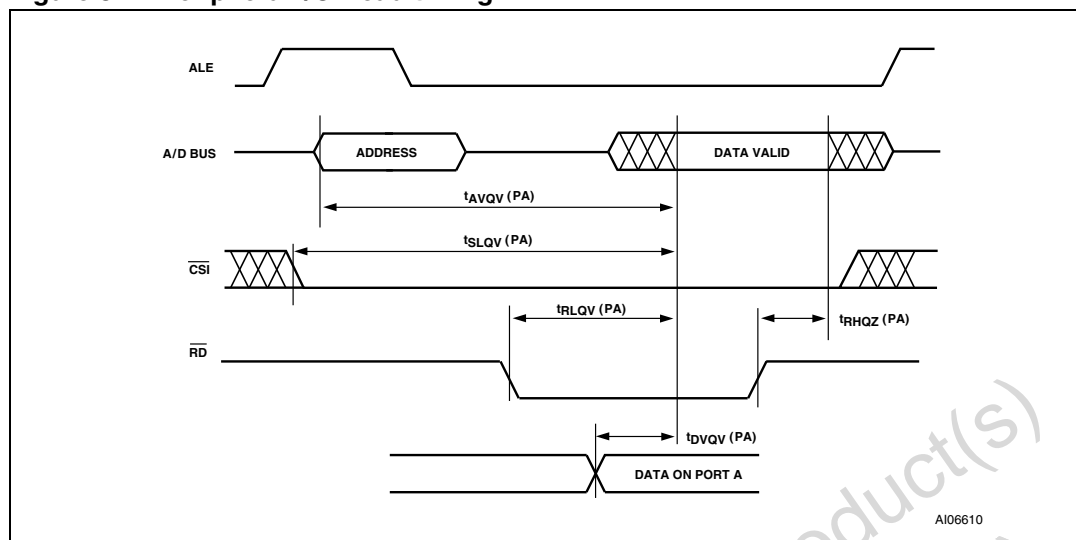 ALE
A/D BUS
ADDRESS
DATA VALID
tAVQV (PA)
tSLQV (PA)
CSI
tRLQV (PA)
tRHQZ (PA)
RD
tDVQV (PA)
DATA ON PORT A
AI06610
duct(s)